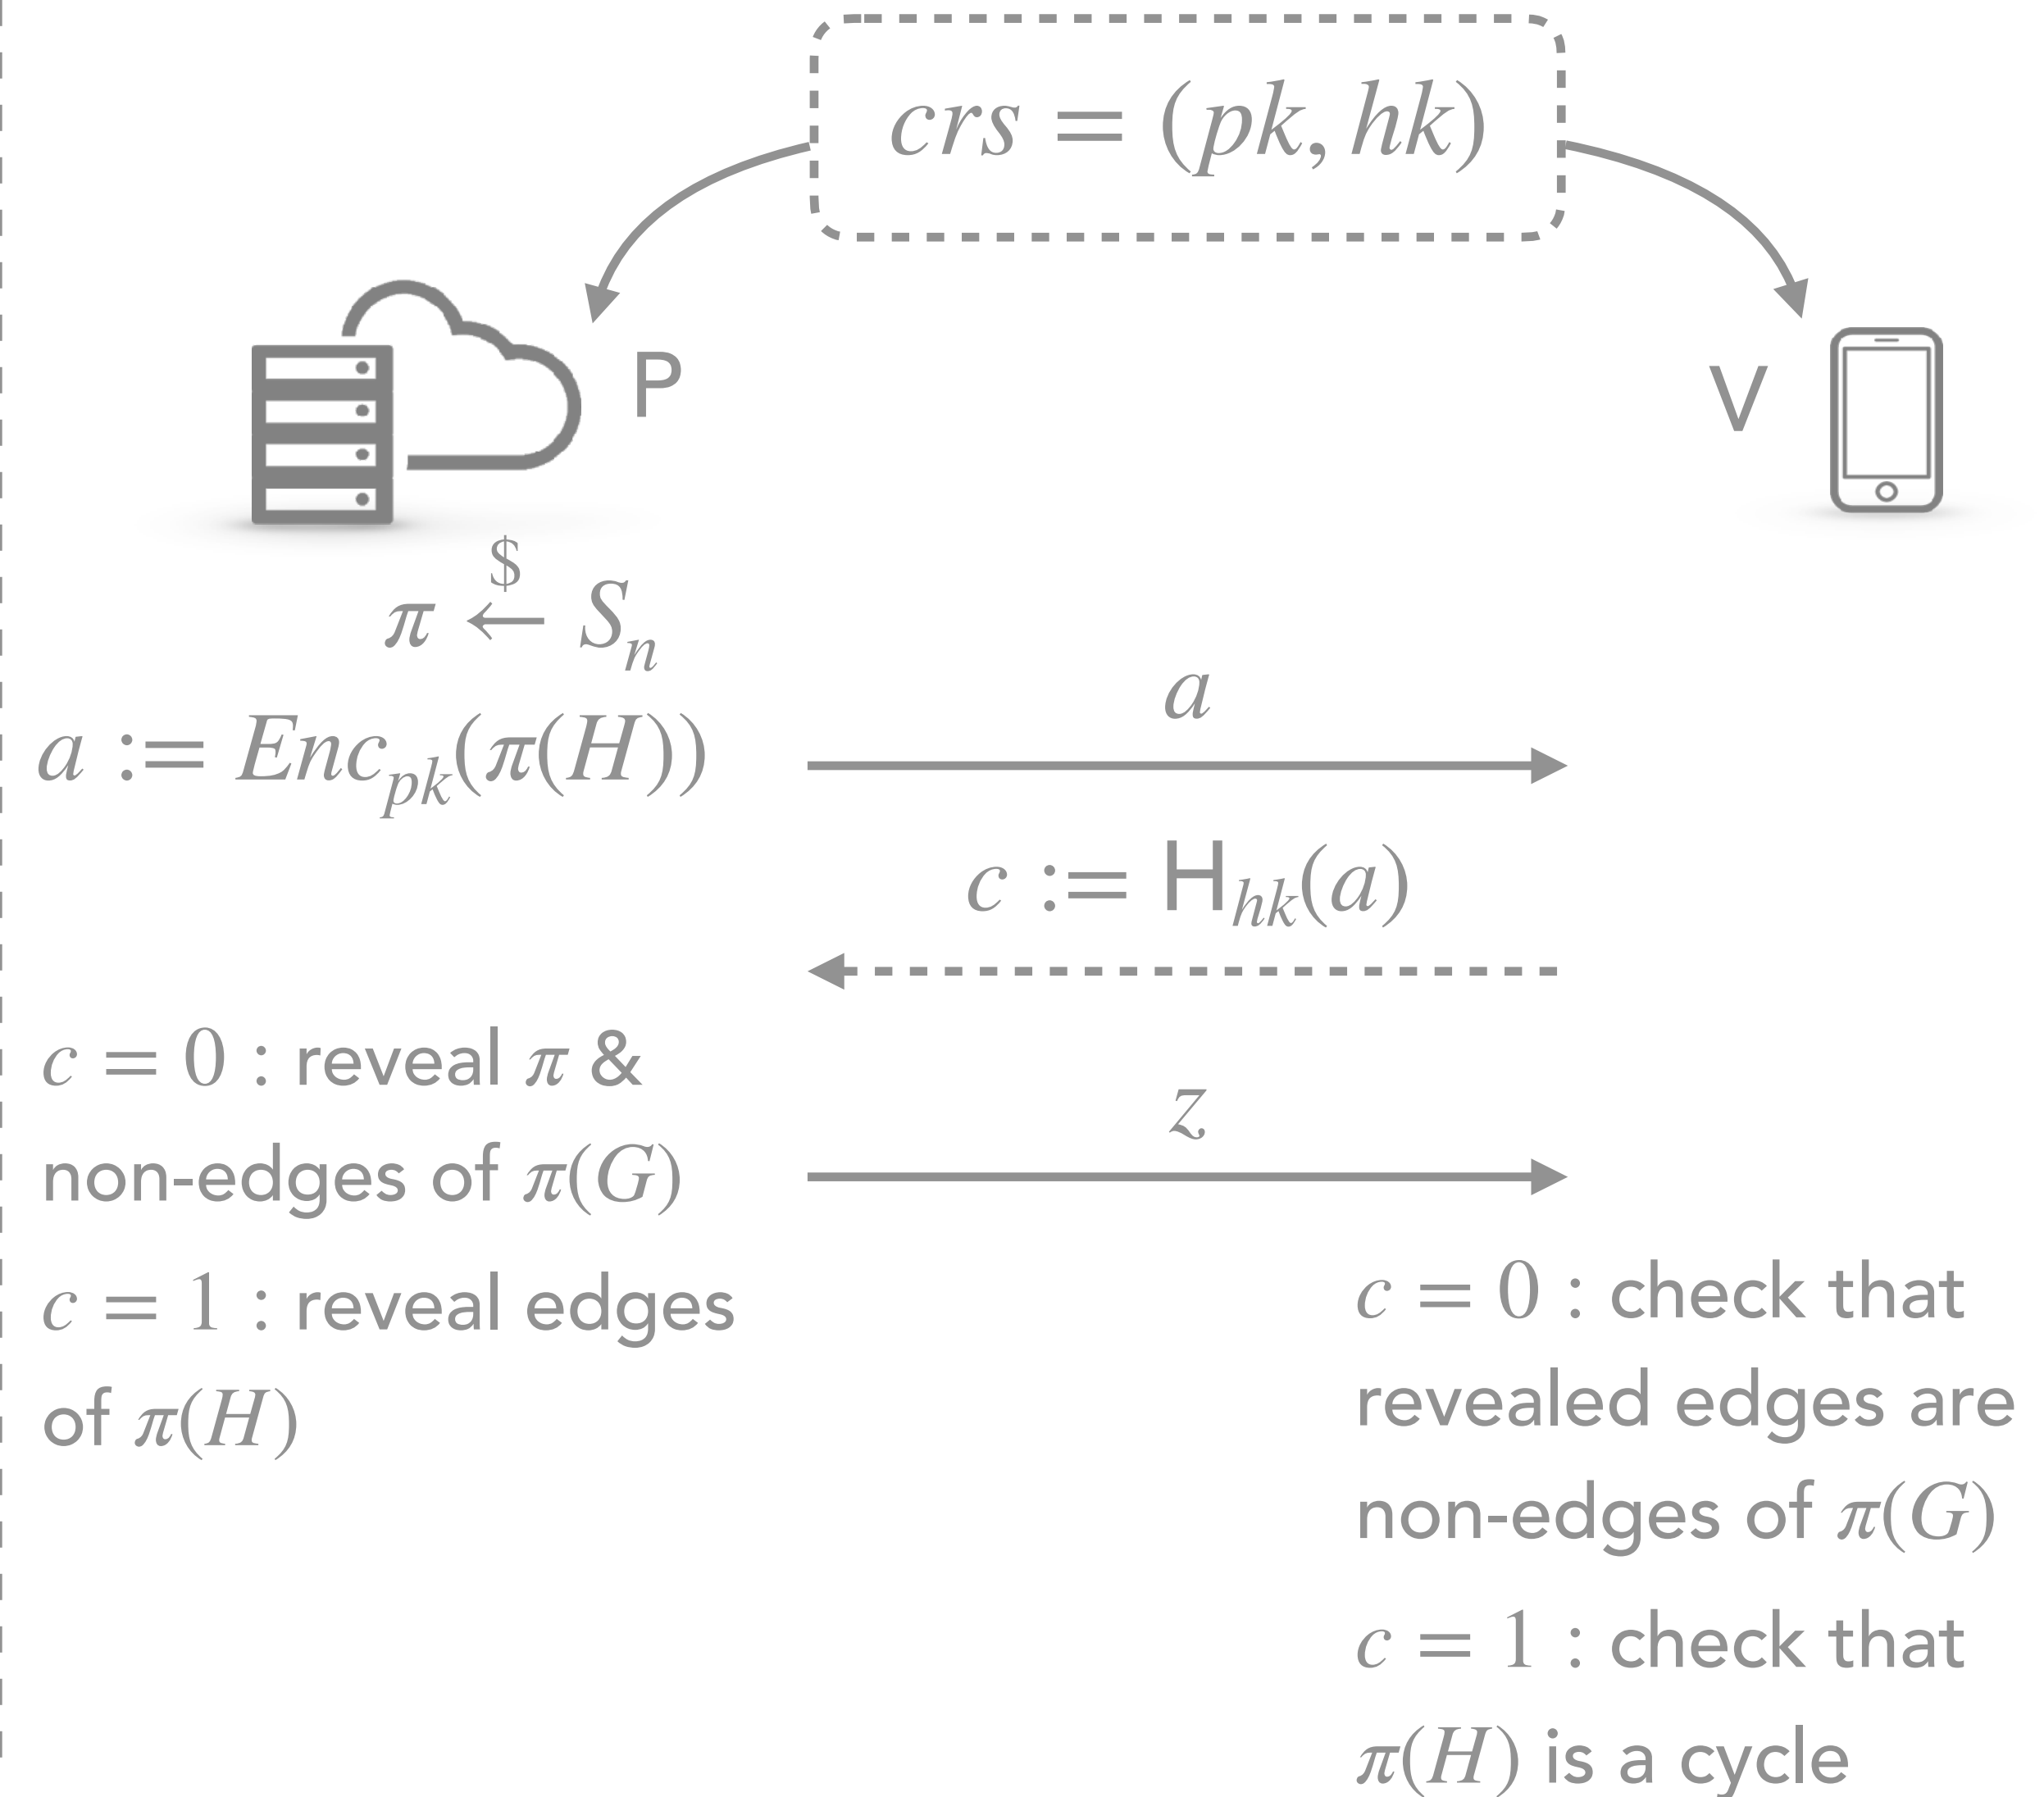 crs = (pk, hk)
P
V
π ←$ Sₙ
a := Enc_pk(π(H))
a
c := H_hk(a)
c = 0 : reveal π &
non-edges of π(G)
z
c = 1 : reveal edges
of π(H)
c = 0 : check that
revealed edges are
non-edges of π(G)
c = 1 : check that
π(H) is a cycle